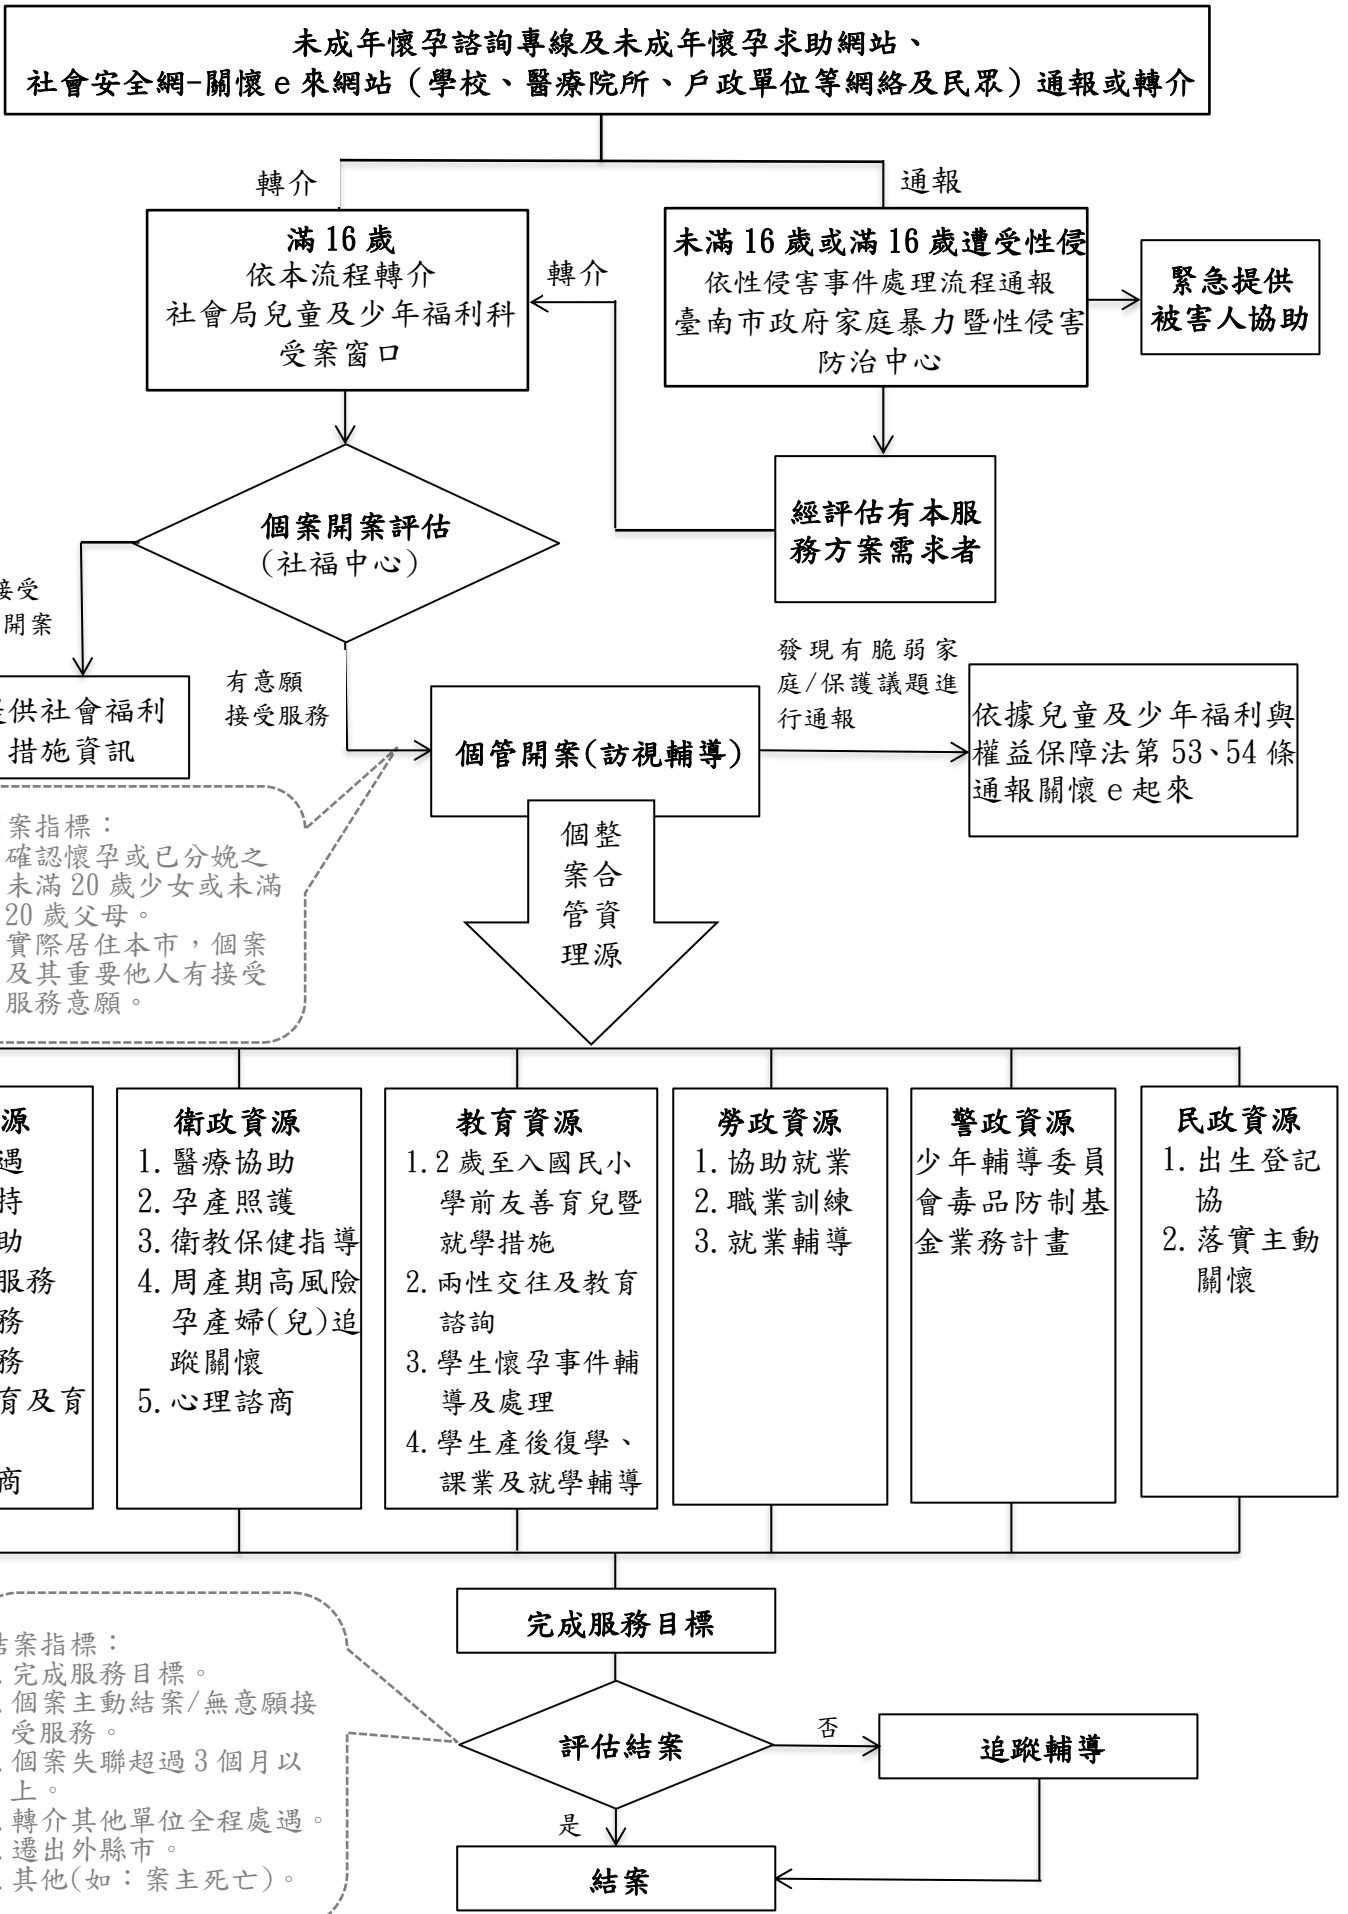 未成年懷孕諮詢專線及未成年懷孕求助網站、
社會安全網-關懷 e 來網站（學校、醫療院所、戶政單位等網絡及民眾）通報或轉介
轉介
通報
滿 16 歲
依本流程轉介
社會局兒童及少年福利科
受案窗口
轉介
未滿 16 歲或滿 16 歲遭受性侵
依性侵害事件處理流程通報
臺南市政府家庭暴力暨性侵害
防治中心
緊急提供
被害人協助
個案開案評估
(社福中心)
經評估有本服
務方案需求者
接受
開案
供社會福利
措施資訊
有意願
接受服務
個管開案(訪視輔導)
發現有脆弱家
庭/保護議題進
行通報
依據兒童及少年福利與
權益保障法第 53、54 條
通報關懷 e 起來
案指標：
確認懷孕或已分娩之
未滿 20 歲少女或未滿
20 歲父母。
實際居住本市，個案
及其重要他人有接受
服務意願。
個整
案合
管資
理源
源
遇
持
助
服務
務
務
育及育
商
衛政資源
1. 醫療協助
2. 孕產照護
3. 衛教保健指導
4. 周產期高風險
孕產婦(兒)追
蹤關懷
5. 心理諮商
教育資源
1. 2 歲至入國民小
學前友善育兒暨
就學措施
2. 兩性交往及教育
諮詢
3. 學生懷孕事件輔
導及處理
4. 學生產後復學、
課業及就學輔導
勞政資源
1. 協助就業
2. 職業訓練
3. 就業輔導
警政資源
少年輔導委員
會毒品防制基
金業務計畫
民政資源
1. 出生登記
協
2. 落實主動
關懷
完成服務目標
結案指標：
完成服務目標。
個案主動結案/無意願接
受服務。
個案失聯超過 3 個月以
上。
轉介其他單位全程處遇。
遷出外縣市。
其他(如：案主死亡)。
評估結案
否
追蹤輔導
是
結案